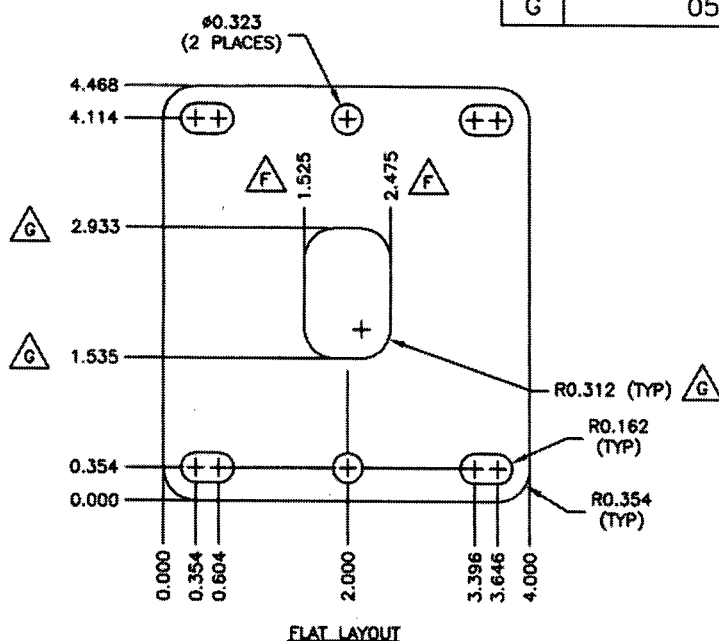 G 05
ø0.323
(2 PLACES)
4.468
4.114
F 1.525 2.475 F
G 2.933
G 1.535
R0.312 (TYP) G
R0.162
(TYP)
0.354
0.000
R0.354
(TYP)
0.000 0.354 0.604 2.000 3.396 3.646 4.000
FLAT LAYOUT